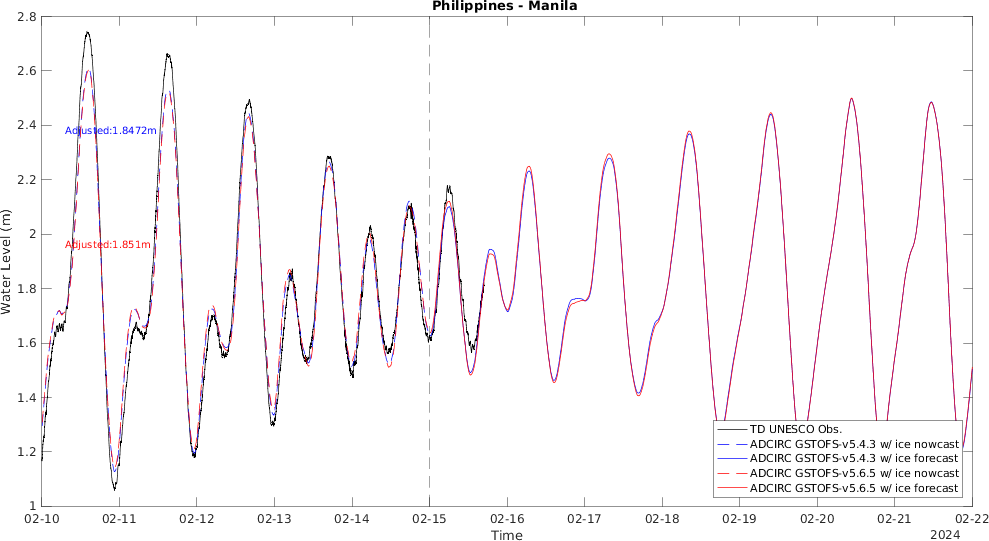 Philippines - Manila
2.8
2.6
2.4
2.2
2
1.8
1.6
1.4
1.2
1
Water Level (m)
Adjusted:1.8472m
Adjusted:1.851m
TD UNESCO Obs.
ADCIRC GSTOFS-v5.4.3 w/ ice nowcast
ADCIRC GSTOFS-v5.4.3 w/ ice forecast
ADCIRC GSTOFS-v5.6.5 w/ ice nowcast
ADCIRC GSTOFS-v5.6.5 w/ ice forecast
02-10 02-11 02-12 02-13 02-14 02-15 02-16 02-17 02-18 02-19 02-20 02-21 02-22
Time
2024